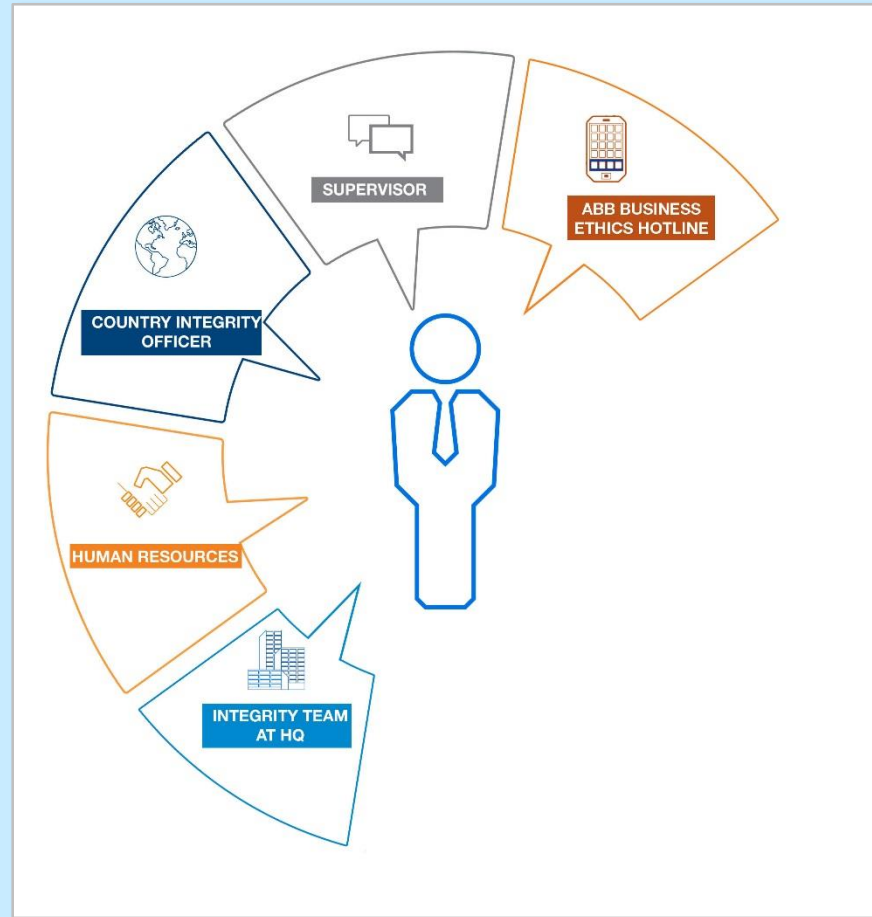 SUPERVISOR
ABB BUSINESS
ETHICS HOTLINE
COUNTRY INTEGRITY
OFFICER
HUMAN RESOURCES
INTEGRITY TEAM
AT HQ